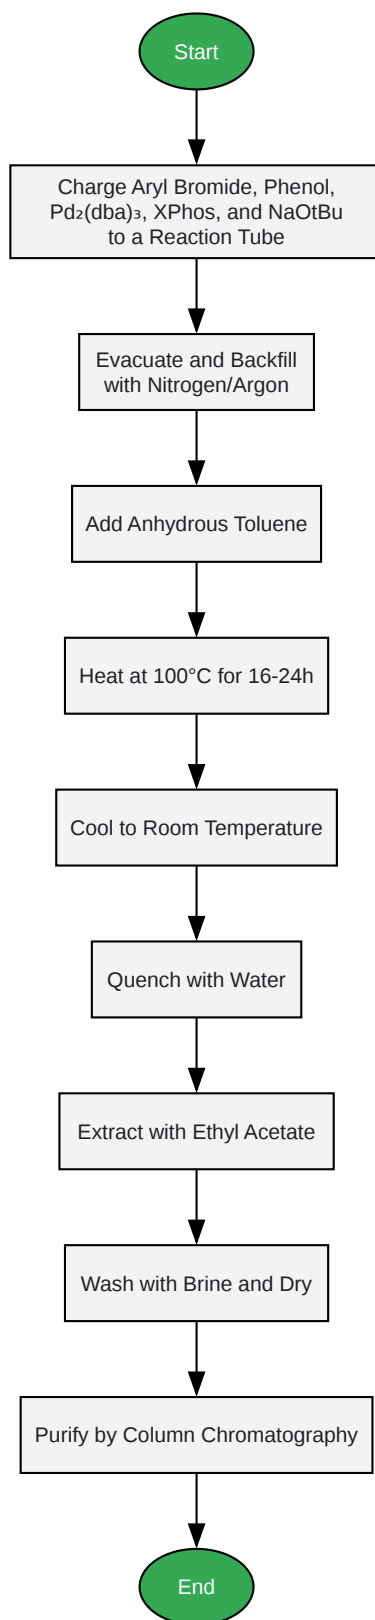 Start
Charge Aryl Bromide, Phenol,
Pd₂(dba)₃, XPhos, and NaOtBu
to a Reaction Tube
Evacuate and Backfill
with Nitrogen/Argon
Add Anhydrous Toluene
Heat at 100°C for 16-24h
Cool to Room Temperature
Quench with Water
Extract with Ethyl Acetate
Wash with Brine and Dry
Purify by Column Chromatography
End